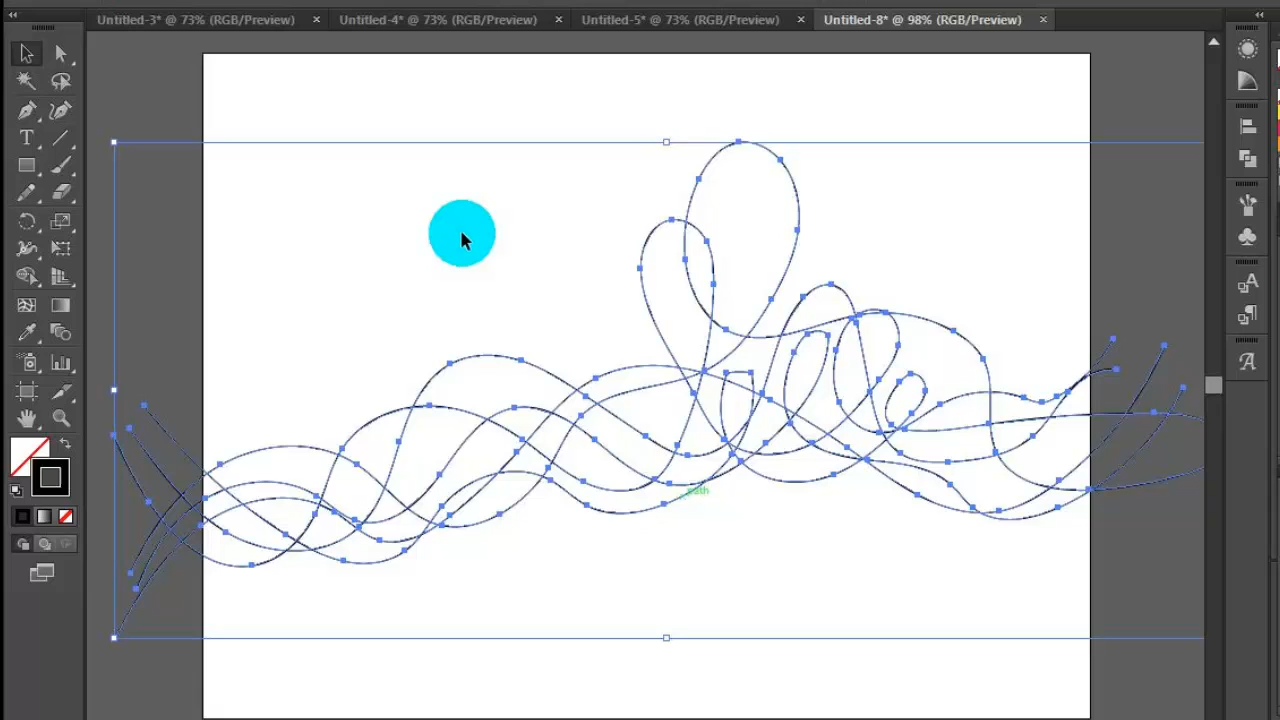 Untitled-3* @ 73% (RGB/Preview) Untitled-4* @ 73% (RGB/Preview) Untitled-5* @ 73% (RGB/Preview) Untitled-8* @ 98% (RGB/Preview)
path